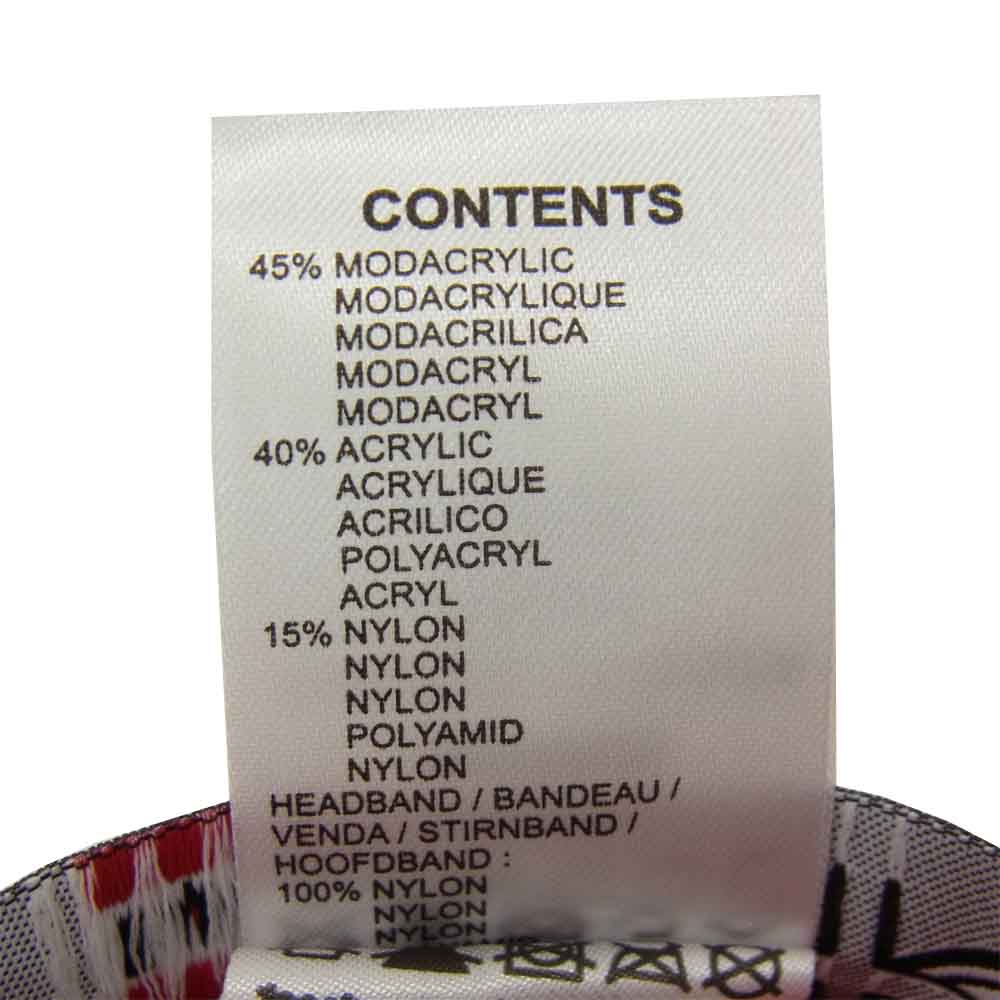 CONTENTS
45% MODACRYLIC
MODACRYLIQUE
MODACRILICA
MODACRYL
MODACRYL
40% ACRYLIC
ACRYLIQUE
ACRILICO
POLYACRYL
ACRYL
15% NYLON
NYLON
NYLON
POLYAMID
NYLON
HEADBAND / BANDEAU /
VENDA / STIRNBAND /
HOOFDBAND :
100% NYLON
NYLON
NYLON